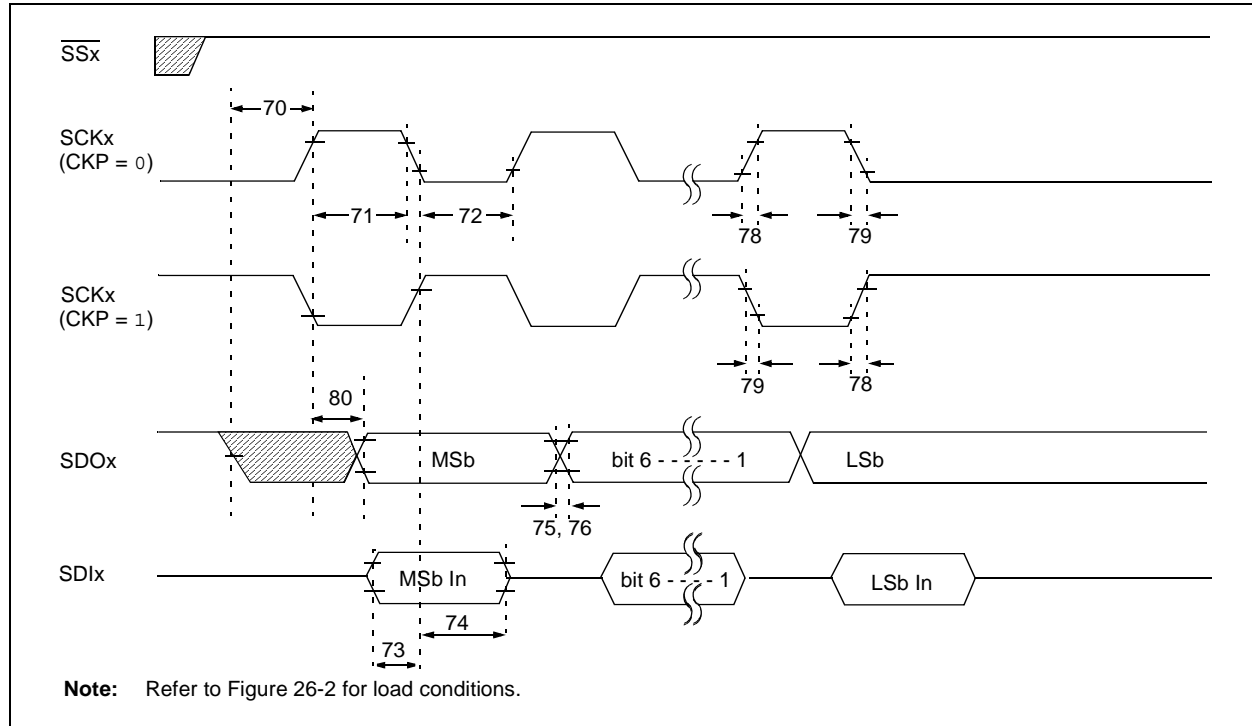 SSx
70
SCKx
(CKP = 0)
71
72
78
79
SCKx
(CKP = 1)
79
78
80
SDOx
MSb
bit 6 - - - - - - 1
LSb
75, 76
SDIx
MSb In
bit 6 - - - - - 1
LSb In
74
73
Note: Refer to Figure 26-2 for load conditions.